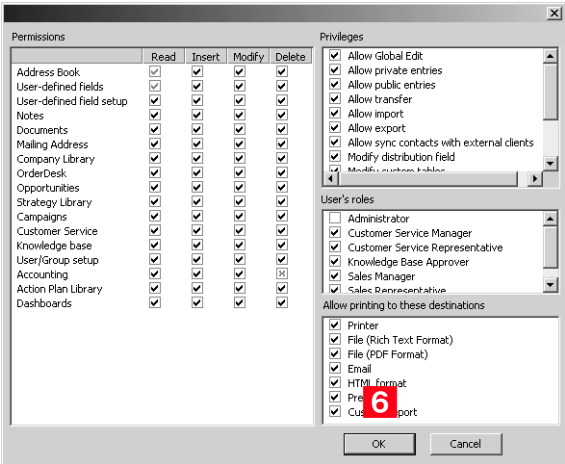 Permissions
Read Insert Modify Delete
Address Book
User-defined fields
User-defined field setup
Notes
Documents
Mailing Address
Company Library
OrderDesk
Opportunities
Strategy Library
Campaigns
Customer Service
Knowledge base
User/Group setup
Accounting
Action Plan Library
Dashboards
Privileges
Allow Global Edit
Allow private entries
Allow public entries
Allow transfer
Allow import
Allow export
Allow sync contacts with external clients
Modify distribution field
Modify custom tables
User's roles
Administrator
Customer Service Manager
Customer Service Representative
Knowledge Base Approver
Sales Manager
Sales Representative
Allow printing to these destinations
Printer
File (Rich Text Format)
File (PDF Format)
Email
HTML format
6
OK Cancel